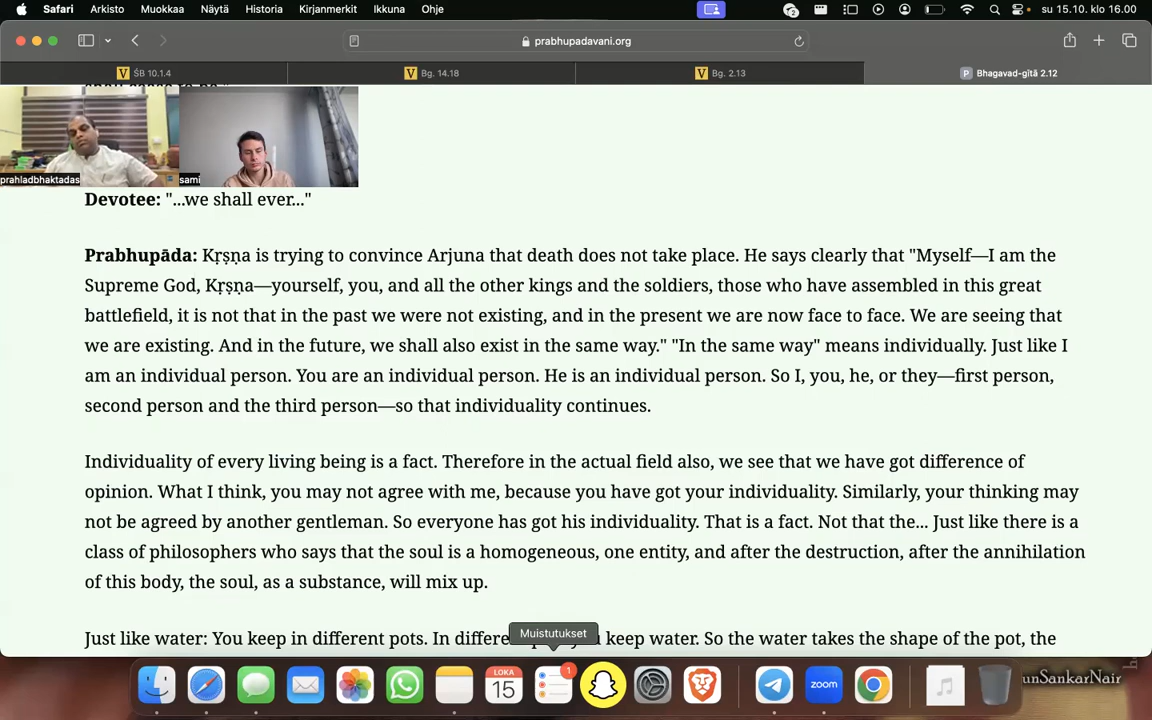 Safari Arkisto Muokkaa Näytä Historia Kirjanmerkit Ikkuna Ohje su 15.10. klo 16.00
prabhupadavani.org
V ŚB 10.1.4 V Bg. 14.18 V Bg. 2.13 P Bhagavad-gītā 2.12
prahladbhaktadas sami
Devotee: "...we shall ever..."
Prabhupāda: Kṛṣṇa is trying to convince Arjuna that death does not take place. He says clearly that "Myself—I am the
Supreme God, Kṛṣṇa—yourself, you, and all the other kings and the soldiers, those who have assembled in this great
battlefield, it is not that in the past we were not existing, and in the present we are now face to face. We are seeing that
we are existing. And in the future, we shall also exist in the same way." "In the same way" means individually. Just like I
am an individual person. You are an individual person. He is an individual person. So I, you, he, or they—first person,
second person and the third person—so that individuality continues.
Individuality of every living being is a fact. Therefore in the actual field also, we see that we have got difference of
opinion. What I think, you may not agree with me, because you have got your individuality. Similarly, your thinking may
not be agreed by another gentleman. So everyone has got his individuality. That is a fact. Not that the... Just like there is a
class of philosophers who says that the soul is a homogeneous, one entity, and after the destruction, after the annihilation
of this body, the soul, as a substance, will mix up.
Muistutukset
Just like water: You keep in different pots. In differe keep water. So the water takes the shape of the pot, the
LOKA
15
1
zoom
unSankarNair